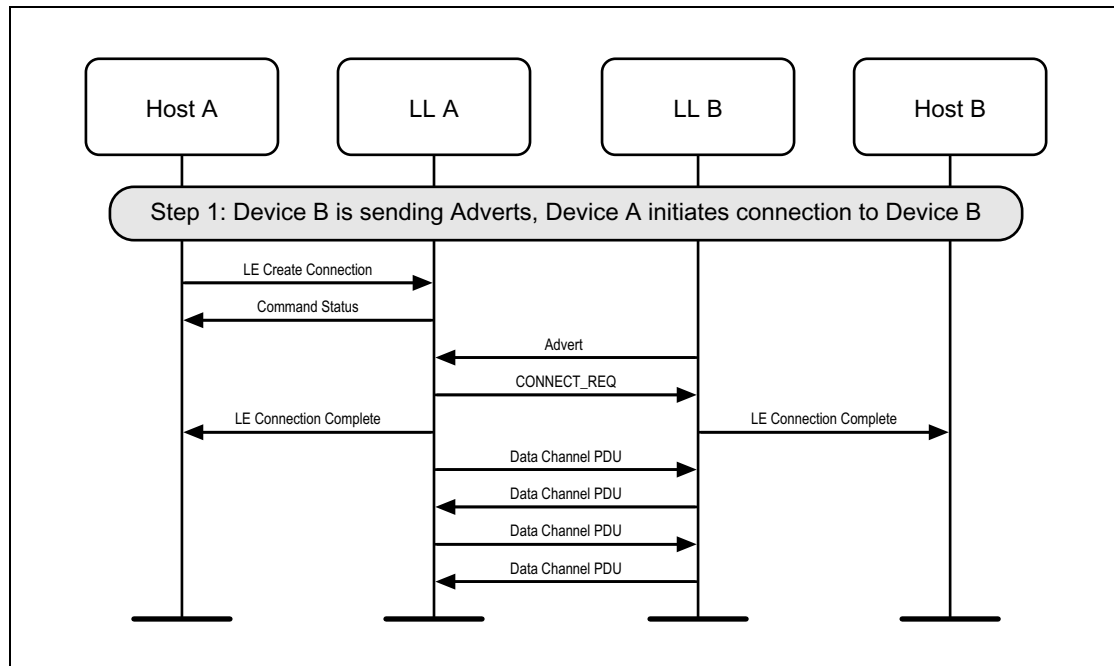 Host A
LL A
LL B
Host B
Step 1: Device B is sending Adverts, Device A initiates connection to Device B
LE Create Connection
Command Status
Advert
CONNECT_REQ
LE Connection Complete
LE Connection Complete
Data Channel PDU
Data Channel PDU
Data Channel PDU
Data Channel PDU